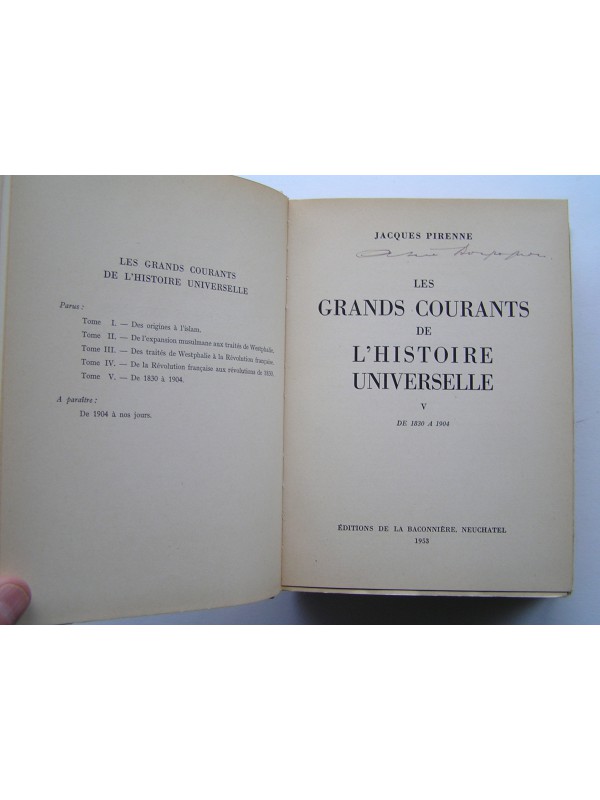 LES GRANDS COURANTS
DE L'HISTOIRE UNIVERSELLE
Parus :
Tome I. — Des origines à l'islam.
Tome II. — De l'expansion musulmane aux traités de Westphalie.
Tome III. — Des traités de Westphalie à la Révolution française.
Tome IV. — De la Révolution française aux révolutions de 1830.
Tome V. — De 1830 à 1904.
A paraître :
De 1904 à nos jours.
JACQUES PIRENNE
LES
GRANDS COURANTS
DE
L'HISTOIRE
UNIVERSELLE
V
DE 1830 A 1904
ÉDITIONS DE LA BACONNIÈRE, NEUCHATEL
1953